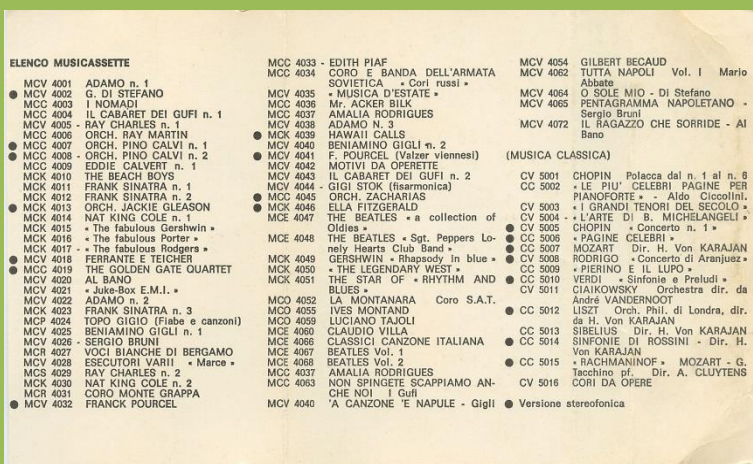 ELENCO MUSICASSETTE
MCV 4001 ADAMO n. 1
● MCV 4002 G. DI STEFANO
MCC 4003 I NOMADI
MCC 4004 IL CABARET DEI GUFI n. 1
MCV 4005 - RAY CHARLES n. 1
MCC 4006 ORCH. RAY MARTIN
● MCC 4007 ORCH. PINO CALVI n. 1
● MCC 4008 - ORCH. PINO CALVI n. 2
MCC 4009 EDDIE CALVERT n. 1
MCK 4010 THE BEACH BOYS
MCK 4011 FRANK SINATRA n. 1
MCK 4012 FRANK SINATRA n. 2
● MCK 4013 ORCH. JACKIE GLEASON
MCK 4014 NAT KING COLE n. 1
MCK 4015 « The fabulous Gershwin »
MCK 4016 « The fabulous Porter »
MCK 4017 - « The fabulous Rodgers »
● MCV 4018 FERRANTE E TEICHER
● MCC 4019 THE GOLDEN GATE QUARTET
MCV 4020 AL BANO
MCV 4021 « Juke-Box E.M.I. »
MCV 4022 ADAMO n. 2
MCK 4023 FRANK SINATRA n. 3
MCP 4024 TOPO GIGIO (Fiabe e canzoni)
MCV 4025 BENIAMINO GIGLI n. 1
MCV 4026 - SERGIO BRUNI
MCR 4027 VOCI BIANCHE DI BERGAMO
MCV 4028 ESECUTORI VARII « Marce »
MCS 4029 RAY CHARLES n. 2
MCK 4030 NAT KING COLE n. 2
MCR 4031 CORO MONTE GRAPPA
● MCV 4032 FRANCK POURCEL
MCC 4033 - EDITH PIAF
MCC 4034 CORO E BANDA DELL'ARMATA
SOVIETICA « Cori russi »
MCV 4035 « MUSICA D'ESTATE »
MCC 4036 Mr. ACKER BILK
MCC 4037 AMALIA RODRIGUES
MCV 4038 ADAMO N. 3
● MCK 4039 HAWAII CALLS
MCV 4040 BENIAMINO GIGLI n. 2
● MCV 4041 F. POURCEL (Valzer viennesi)
MCV 4042 MOTIVI DA OPERETTE
MCV 4043 IL CABARET DEI GUFI n. 2
MCV 4044 - GIGI STOK (fisarmonica)
● MCC 4045 ORCH. ZACHARIAS
● MCK 4046 ELLA FITZGERALD
MCE 4047 THE BEATLES « a collection of
Oldies »
MCE 4048 THE BEATLES « Sgt. Peppers Lo-
nely Hearts Club Band »
MCK 4049 GERSHWIN « Rhapsody in blue »
MCK 4050 « THE LEGENDARY WEST »
MCK 4051 THE STAR OF « RHYTHM AND
BLUES »
MCO 4052 LA MONTANARA Coro S.A.T.
MCO 4055 IVES MONTAND
MCO 4059 LUCIANO TAJOLI
MCE 4060 CLAUDIO VILLA
MCE 4066 CLASSICI CANZONE ITALIANA
MCE 4067 BEATLES Vol. 1
MCE 4068 BEATLES Vol. 2
MCC 4037 AMALIA RODRIGUES
MCC 4063 NON SPINGETE SCAPPIAMO AN-
CHE NOI I Gufi
MCV 4040 'A CANZONE 'E NAPULE - Gigli
MCV 4054 GILBERT BECAUD
MCV 4062 TUTTA NAPOLI Vol. I Mario
Abbate
MCV 4064 O SOLE MIO - Di Stefano
MCV 4065 PENTAGRAMMA NAPOLETANO -
Sergio Bruni
MCV 4072 IL RAGAZZO CHE SORRIDE - Al
Bano
(MUSICA CLASSICA)
CV 5001 CHOPIN Polacca dal n. 1 al n. 6
CC 5002 « LE PIU' CELEBRI PAGINE PER
PIANOFORTE » - Aldo Ciccolini.
CV 5003 « I GRANDI TENORI DEL SECOLO »
CV 5004 - « L'ARTE DI B. MICHELANGELI »
● CV 5005 CHOPIN « Concerto n. 1 »
● CC 5006 « PAGINE CELEBRI »
● CC 5007 MOZART Dir. H. Von KARAJAN
● CV 5008 RODRIGO « Concerto di Aranjuez »
CC 5009 « PIERINO E IL LUPO »
● CC 5010 VERDI « Sinfonie e Preludi »
CV 5011 CIAIKOWSKY Orchestra dir. da
André VANDERNOOT
● CC 5012 LISZT Orch. Phil. di Londra, dir.
da H. Von KARAJAN
CC 5013 SIBELIUS Dir. H. Von KARAJAN
● CC 5014 SINFONIE DI ROSSINI - Dir. H.
Von KARAJAN
● CC 5015 « RACHMANINOF » MOZART - G.
Tacchino pf. Dir. A. CLUYTENS
CV 5016 CORI DA OPERE
● Versione stereofonica